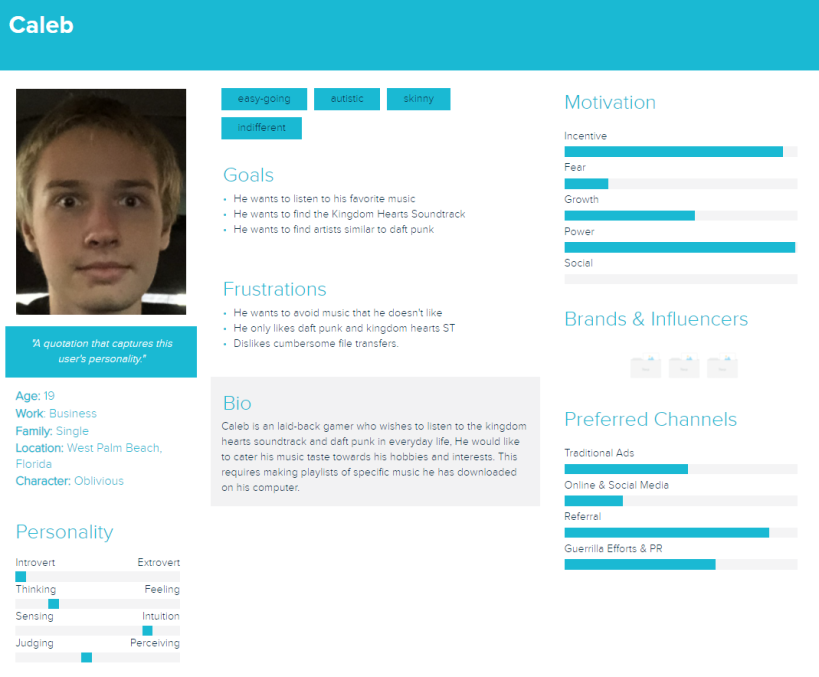 Caleb
"A quotation that captures this
user's personality."
Age: 19
Work: Business
Family: Single
Location: West Palm Beach,
Florida
Character: Oblivious
Personality
Introvert Extrovert
Thinking Feeling
Sensing Intuition
Judging Perceiving
easy-going autistic skinny
indifferent
Goals
• He wants to listen to his favorite music
• He wants to find the Kingdom Hearts Soundtrack
• He wants to find artists similar to daft punk
Frustrations
• He wants to avoid music that he doesn't like
• He only likes daft punk and kingdom hearts ST
• Dislikes cumbersome file transfers.
Bio
Caleb is an laid-back gamer who wishes to listen to the kingdom
hearts soundtrack and daft punk in everyday life, He would like
to cater his music taste towards his hobbies and interests. This
requires making playlists of specific music he has downloaded
on his computer.
Motivation
Incentive
Fear
Growth
Power
Social
Brands & Influencers
Preferred Channels
Traditional Ads
Online & Social Media
Referral
Guerrilla Efforts & PR